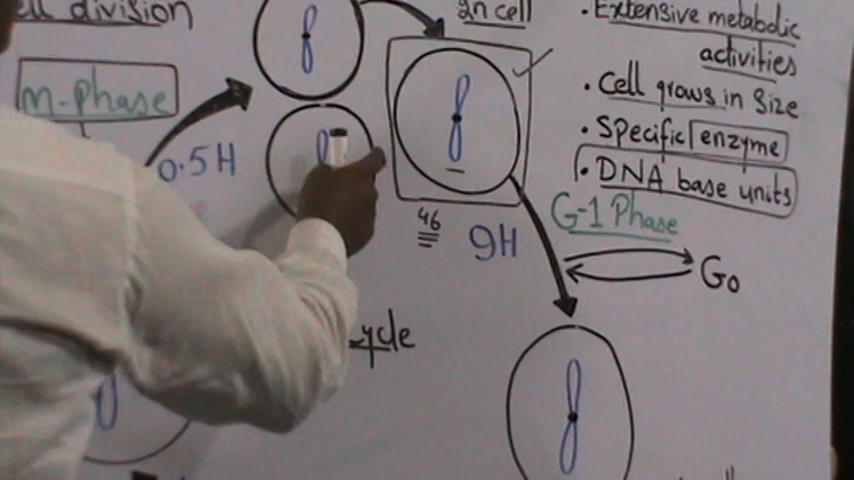 ell division
2n cell
• Extensive metabolic
activities
m-phase
• Cell grows in size
• Specific enzyme
• DNA base units
0.5H
46
9H
G-1 Phase
Go
ycle